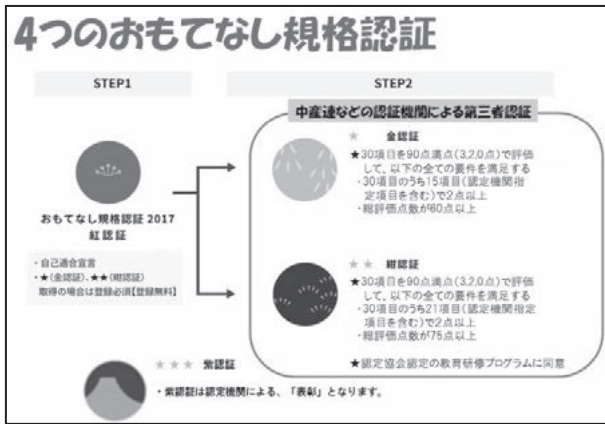 4つのおもてなし規格認証
STEP1
おもてなし規格認証 2017
紅認証
・自己適合宣言
・★(金認証)、★★(紺認証)
取得の場合は登録必須【登録無料】
STEP2
中産連などの認証機関による第三者認証
★ 金認証
★30項目を90点満点(3,2,0点)で評価
して、以下の全ての要件を満足する
・30項目のうち15項目(認定機関指
定項目を含む)で2点以上
・総評価点数が60点以上
★★ 紺認証
★30項目を90点満点(3,2,0点)で評価
して、以下の全ての要件を満足する
・30項目のうち21項目(認定機関指定
項目を含む)で2点以上
・総評価点数が75点以上
★認定協会認定の教育研修プログラムに同意
★★★ 紫認証
・紫認証は認定機関による、「表彰」となります。